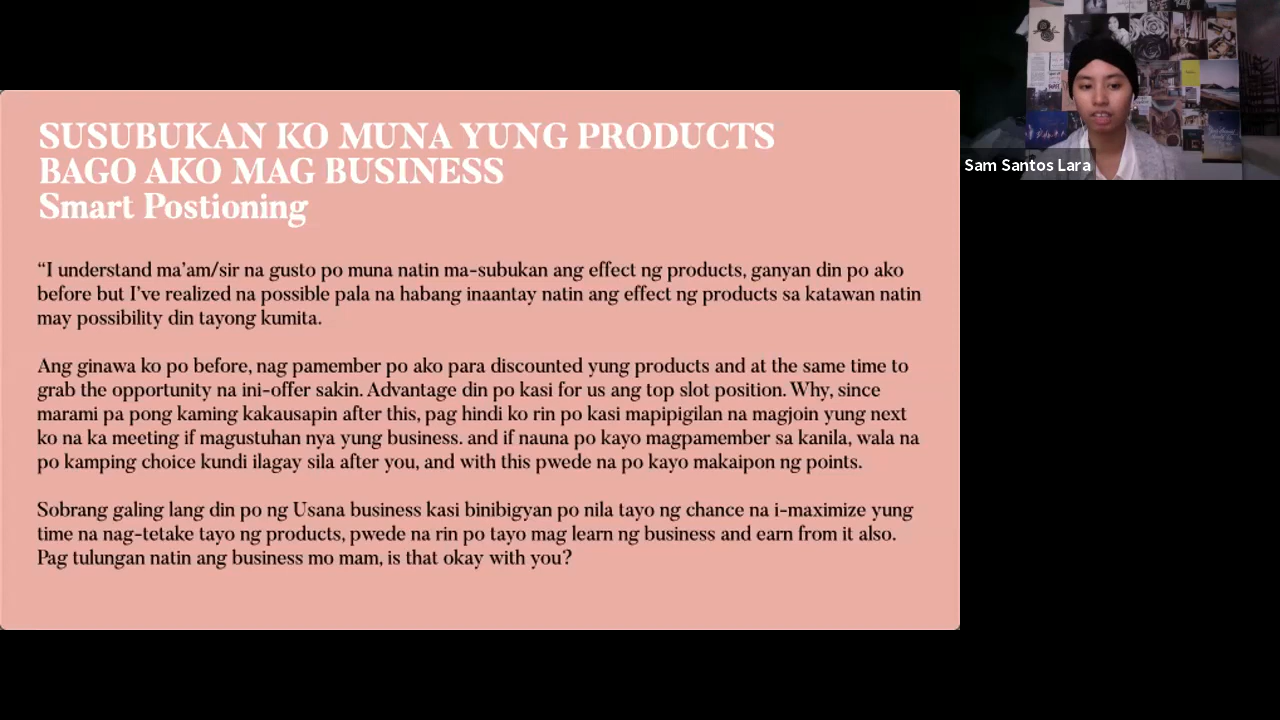 SUSUBUKAN KO MUNA YUNG PRODUCTS
BAGO AKO MAG BUSINESS
Smart Postioning
“I understand ma’am/sir na gusto po muna natin ma-subukan ang effect ng products, ganyan din po ako
before but I’ve realized na possible pala na habang inaantay natin ang effect ng products sa katawan natin
may possibility din tayong kumita.
Ang ginawa ko po before, nag pamember po ako para discounted yung products and at the same time to
grab the opportunity na ini-offer sakin. Advantage din po kasi for us ang top slot position. Why, since
marami pa pong kaming kakausapin after this, pag hindi ko rin po kasi mapipigilan na magjoin yung next
ko na ka meeting if magustuhan nya yung business. and if nauna po kayo magpamember sa kanila, wala na
po kamping choice kundi ilagay sila after you, and with this pwede na po kayo makaipon ng points.
Sobrang galing lang din po ng Usana business kasi binibigyan po nila tayo ng chance na i-maximize yung
time na nag-tetake tayo ng products, pwede na rin po tayo mag learn ng business and earn from it also.
Pag tulungan natin ang business mo mam, is that okay with you?
Sam Santos Lara